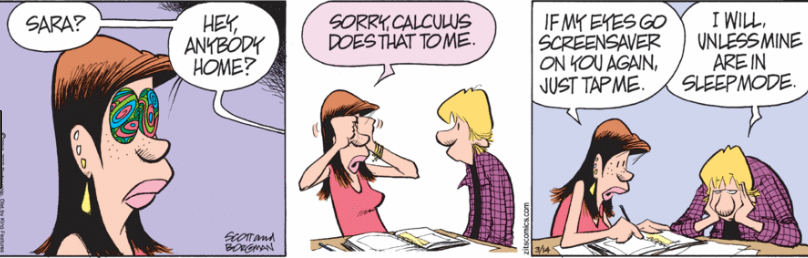 SARA?
HEY,
ANYBODY
HOME?
SCOTT and
BORGMAN
SORRY, CALCULUS
DOES THAT TO ME.
IF MY EYES GO
SCREENSAVER
ON YOU AGAIN,
JUST TAP ME.
I WILL,
UNLESS MINE
ARE IN
SLEEP MODE.
zitscomics.com
3/14